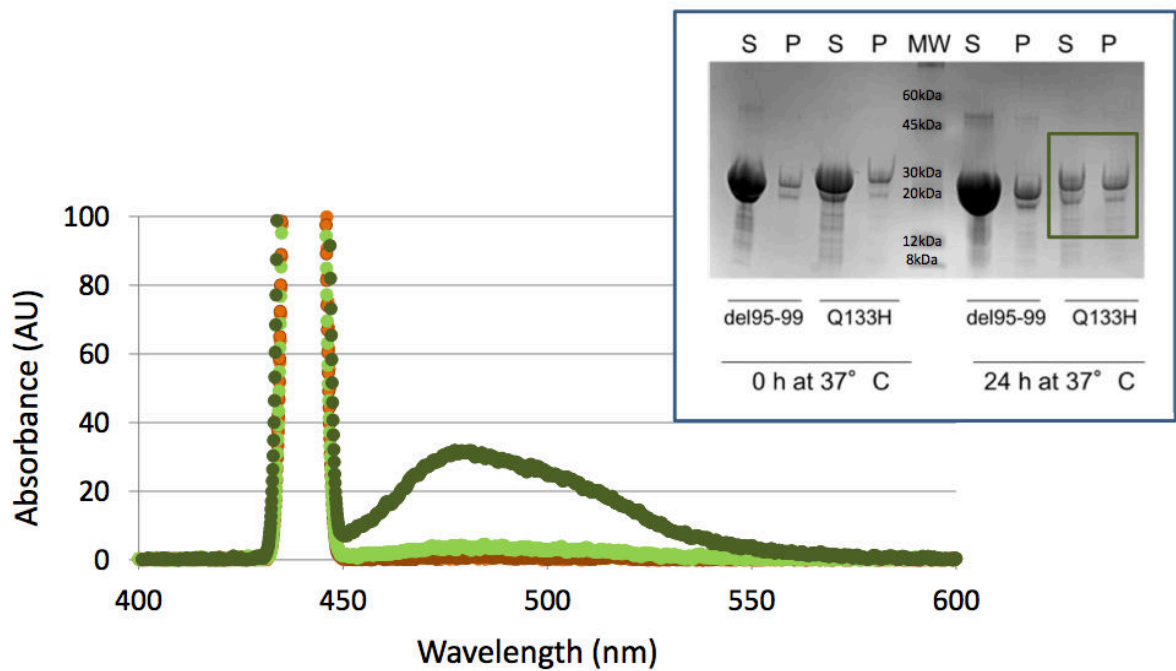 S P S P MW S P S P
60kDa
45kDa
30kDa
20kDa
12kDa
8kDa
del95-99 Q133H del95-99 Q133H
0 h at 37° C 24 h at 37° C
100
80
60
40
20
0
400 450 500 550 600
Absorbance (AU)
Wavelength (nm)